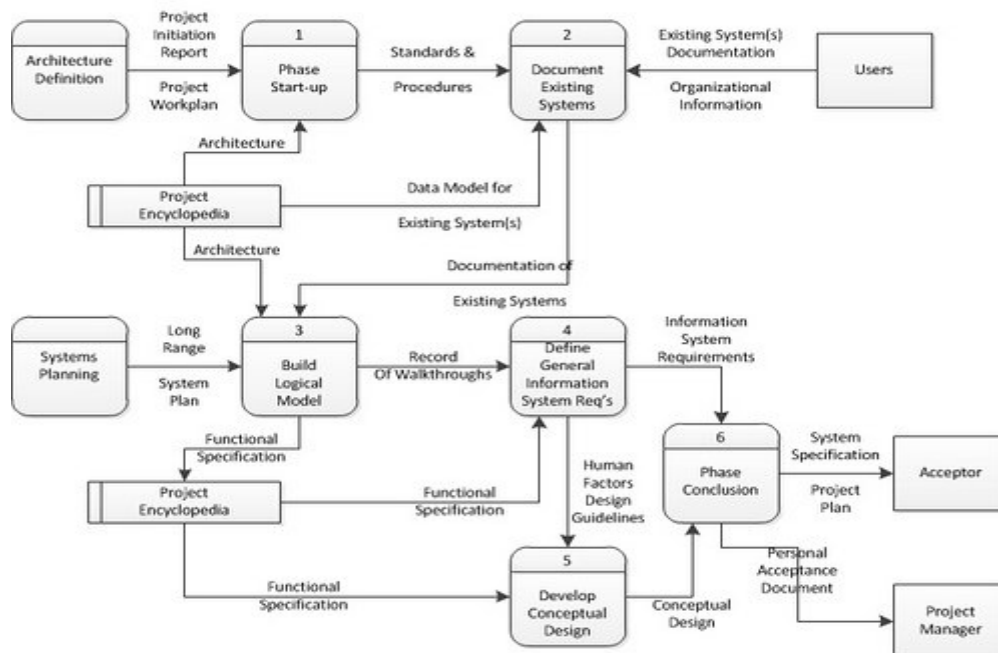 Project
Initiation
Report
Project
Workplan
Architecture
Definition
1
Phase
Start-up
Standards &
Procedures
2
Document
Existing
Systems
Existing System(s)
Documentation
Organizational
Information
Users
Architecture
Project
Encyclopedia
Data Model for
Existing System(s)
Architecture
Documentation of
Existing Systems
Systems
Planning
Long
Range
System
Plan
3
Build
Logical
Model
Record
Of Walkthroughs
4
Define
General
Information
System Req's
Information
System
Requirements
Functional
Specification
Project
Encyclopedia
Functional
Specification
Human
Factors
Design
Guidelines
6
Phase
Conclusion
System
Specification
Project
Plan
Acceptor
Functional
Specification
5
Develop
Conceptual
Design
Conceptual
Design
Personal
Acceptance
Document
Project
Manager